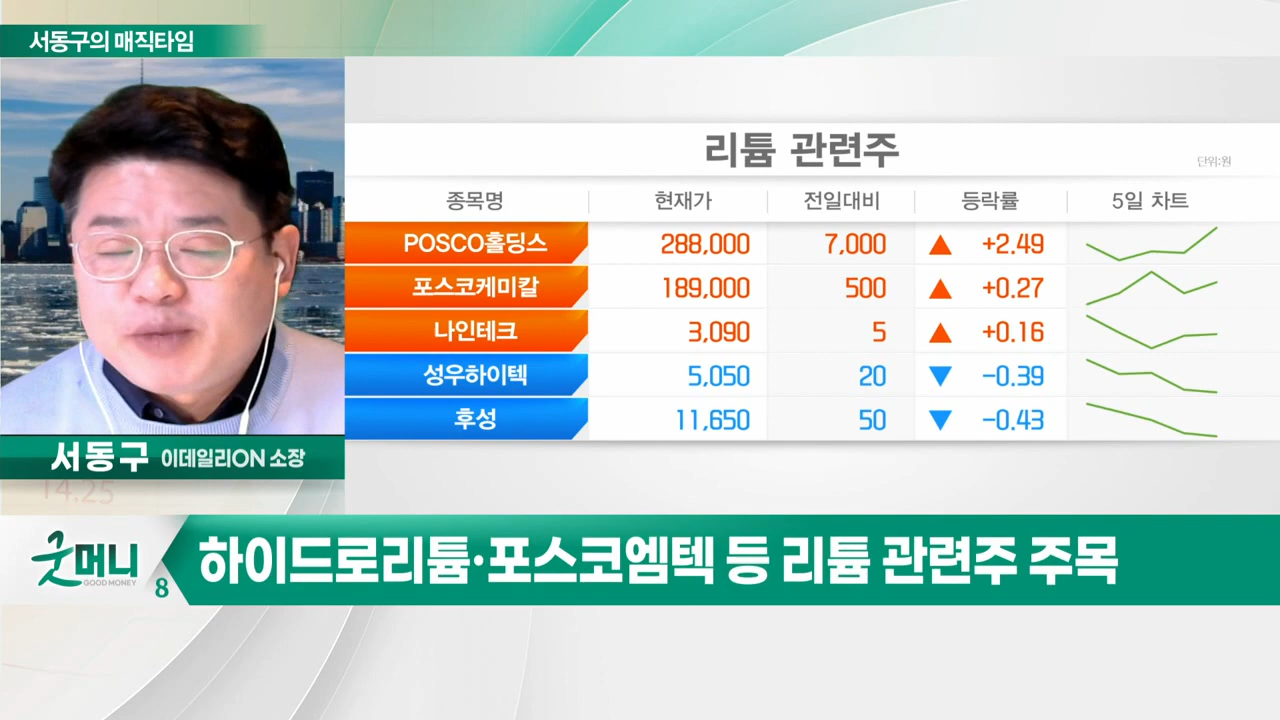 서동구의 매직타임
리튬 관련주
단위:원
종목명 현재가 전일대비 등락률 5일 차트
POSCO홀딩스 288,000 7,000 ▲ +2.49
포스코케미칼 189,000 500 ▲ +0.27
나인테크 3,090 5 ▲ +0.16
성우하이텍 5,050 20 ▼ -0.39
후성 11,650 50 ▼ -0.43
서동구 이데일리ON 소장
14.25
굿머니
GOOD MONEY
8
하이드로리튬·포스코엠텍 등 리튬 관련주 주목